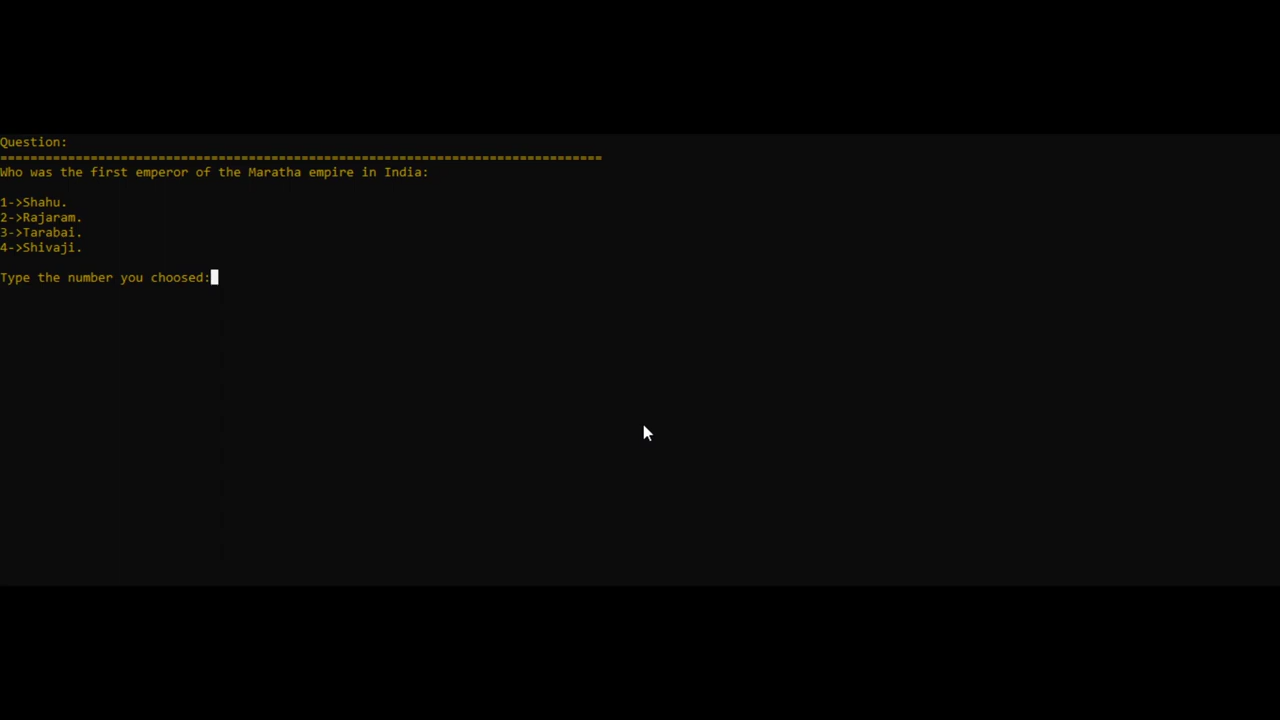 Question:
================================================================================
Who was the first emperor of the Maratha empire in India:
1->Shahu.
2->Rajaram.
3->Tarabai.
4->Shivaji.
Type the number you choosed: